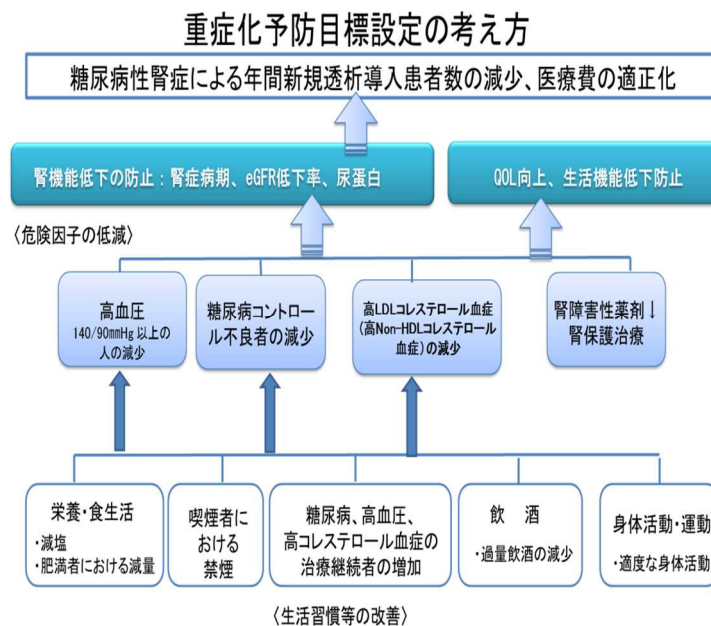 重症化予防目標設定の考え方
糖尿病性腎症による年間新規透析導入患者数の減少、医療費の適正化
腎機能低下の防止：腎症病期、eGFR低下率、尿蛋白
QOL向上、生活機能低下防止
〈危険因子の低減〉
高血圧
140/90mmHg以上の
人の減少
糖尿病コントロー
ル不良者の減少
高LDLコレステロール血症
(高Non-HDLコレステロール
血症)の減少
腎障害性薬剤↓
腎保護治療
栄養・食生活
・減塩
・肥満者における減量
喫煙者に
おける
禁煙
糖尿病、高血圧、
高コレステロール血症の
治療継続者の増加
飲　酒
・過量飲酒の減少
身体活動・運動
・適度な身体活動
〈生活習慣等の改善〉